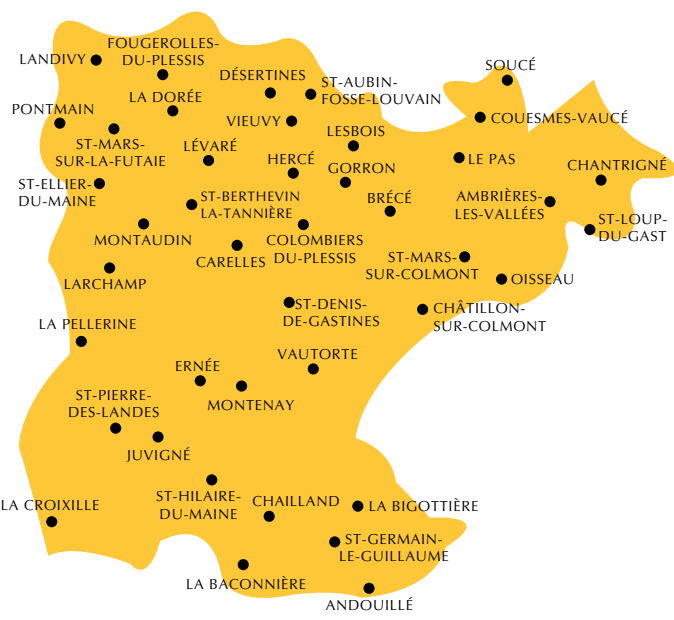 FOUGEROLLES-
DU-PLESSIS
LANDIVY
SOUCÉ
DÉSERTINES
ST-AUBIN-
FOSSE-LOUVAIN
LA DORÉE
PONTMAIN
VIEUVY
COUESMES-VAUCÉ
LESBOIS
ST-MARS-
SUR-LA-FUTAIE
LÉVARÉ
HERCÉ
GORRON
LE PAS
CHANTRIGNÉ
ST-ELLIER-
DU-MAINE
ST-BERTHEVIN
LA-TANNIÈRE
BRÉCÉ
AMBRIÈRES-
LES-VALLÉES
ST-LOUP-
DU-GAST
MONTAUDIN
COLOMBIERS
DU-PLESSIS
CARELLES
ST-MARS-
SUR-COLMONT
OISSEAU
LARCHAMP
ST-DENIS-
DE-GASTINES
CHÂTILLON-
SUR-COLMONT
LA PELLERINE
VAUTORTE
ERNÉE
MONTENAY
ST-PIERRE-
DES-LANDES
JUVIGNÉ
ST-HILAIRE-
DU-MAINE
CHAILLAND
LA BIGOTTIÈRE
LA CROIXILLE
ST-GERMAIN-
LE-GUILLAUME
LA BACONNIÈRE
ANDOUILLÉ